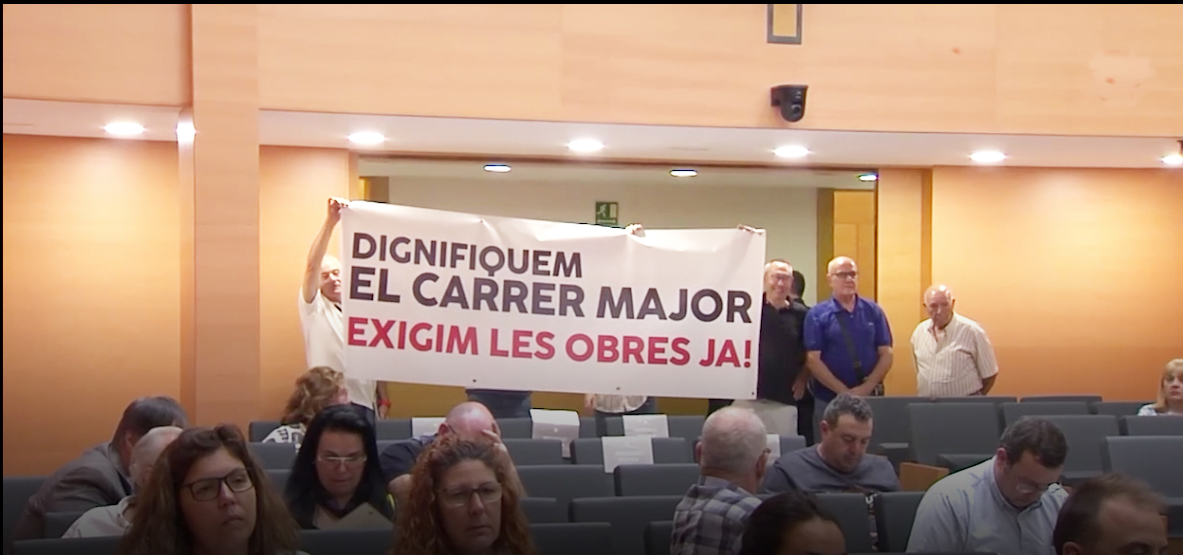 DIGNIFIQUEM
EL CARRER MAJOR
EXIGIM LES OBRES JA!